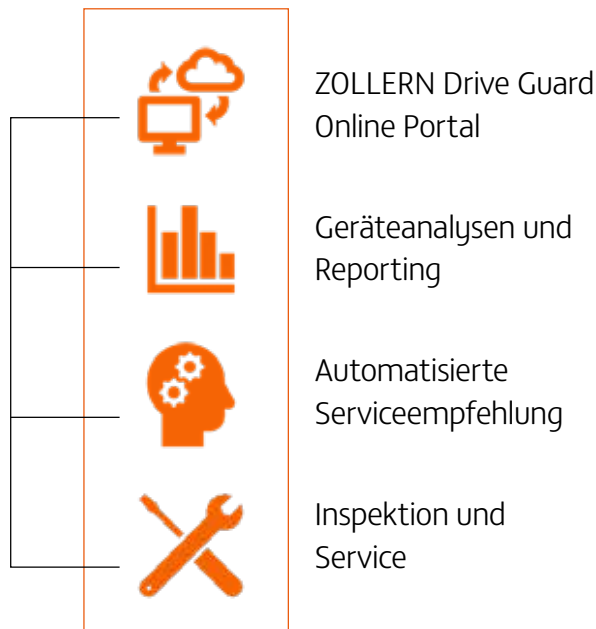 ZOLLERN Drive Guard
Online Portal
Geräteanalysen und
Reporting
Automatisierte
Serviceempfehlung
Inspektion und
Service